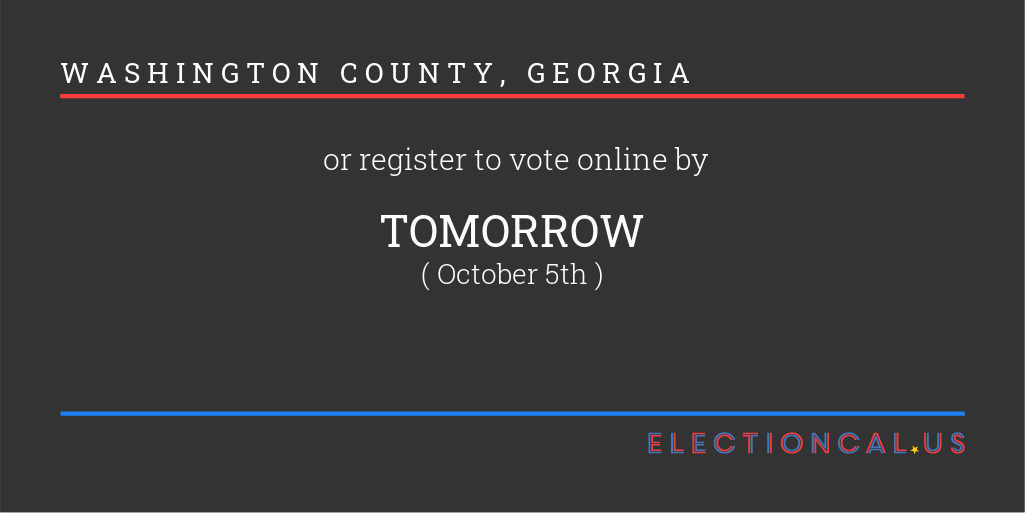 WASHINGTON COUNTY, GEORGIA
or register to vote online by
TOMORROW
( October 5th )
ELECTIONCAL.US